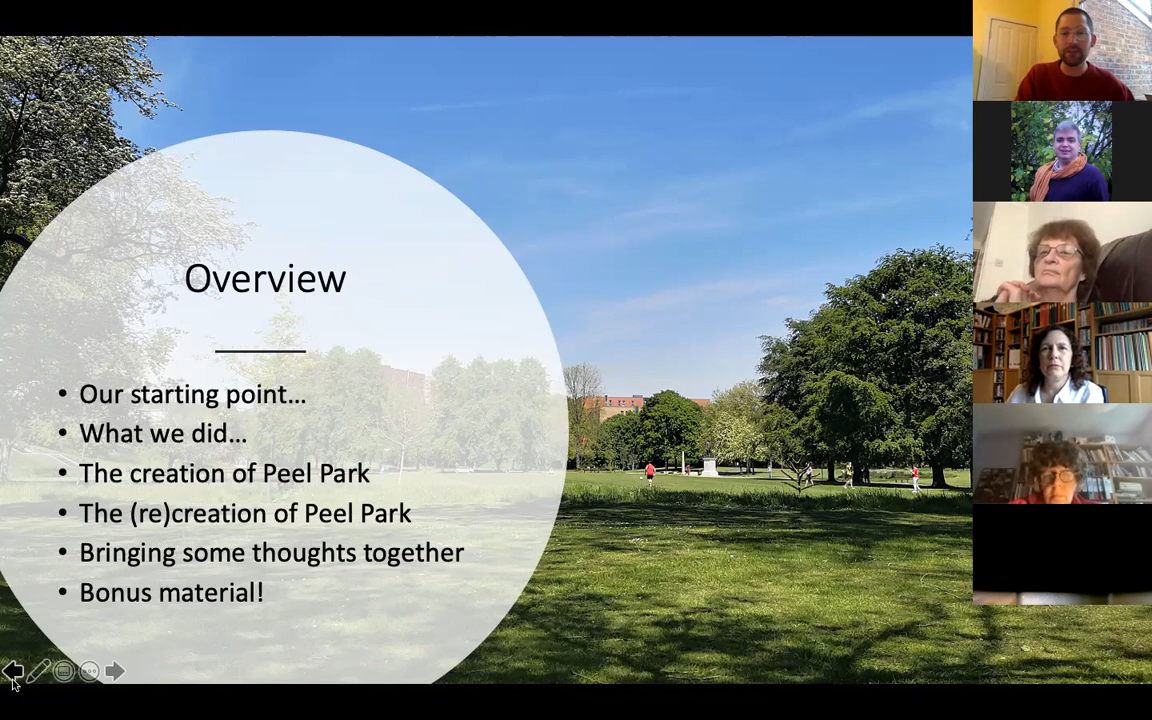 Overview
• Our starting point...
• What we did...
• The creation of Peel Park
• The (re)creation of Peel Park
• Bringing some thoughts together
• Bonus material!